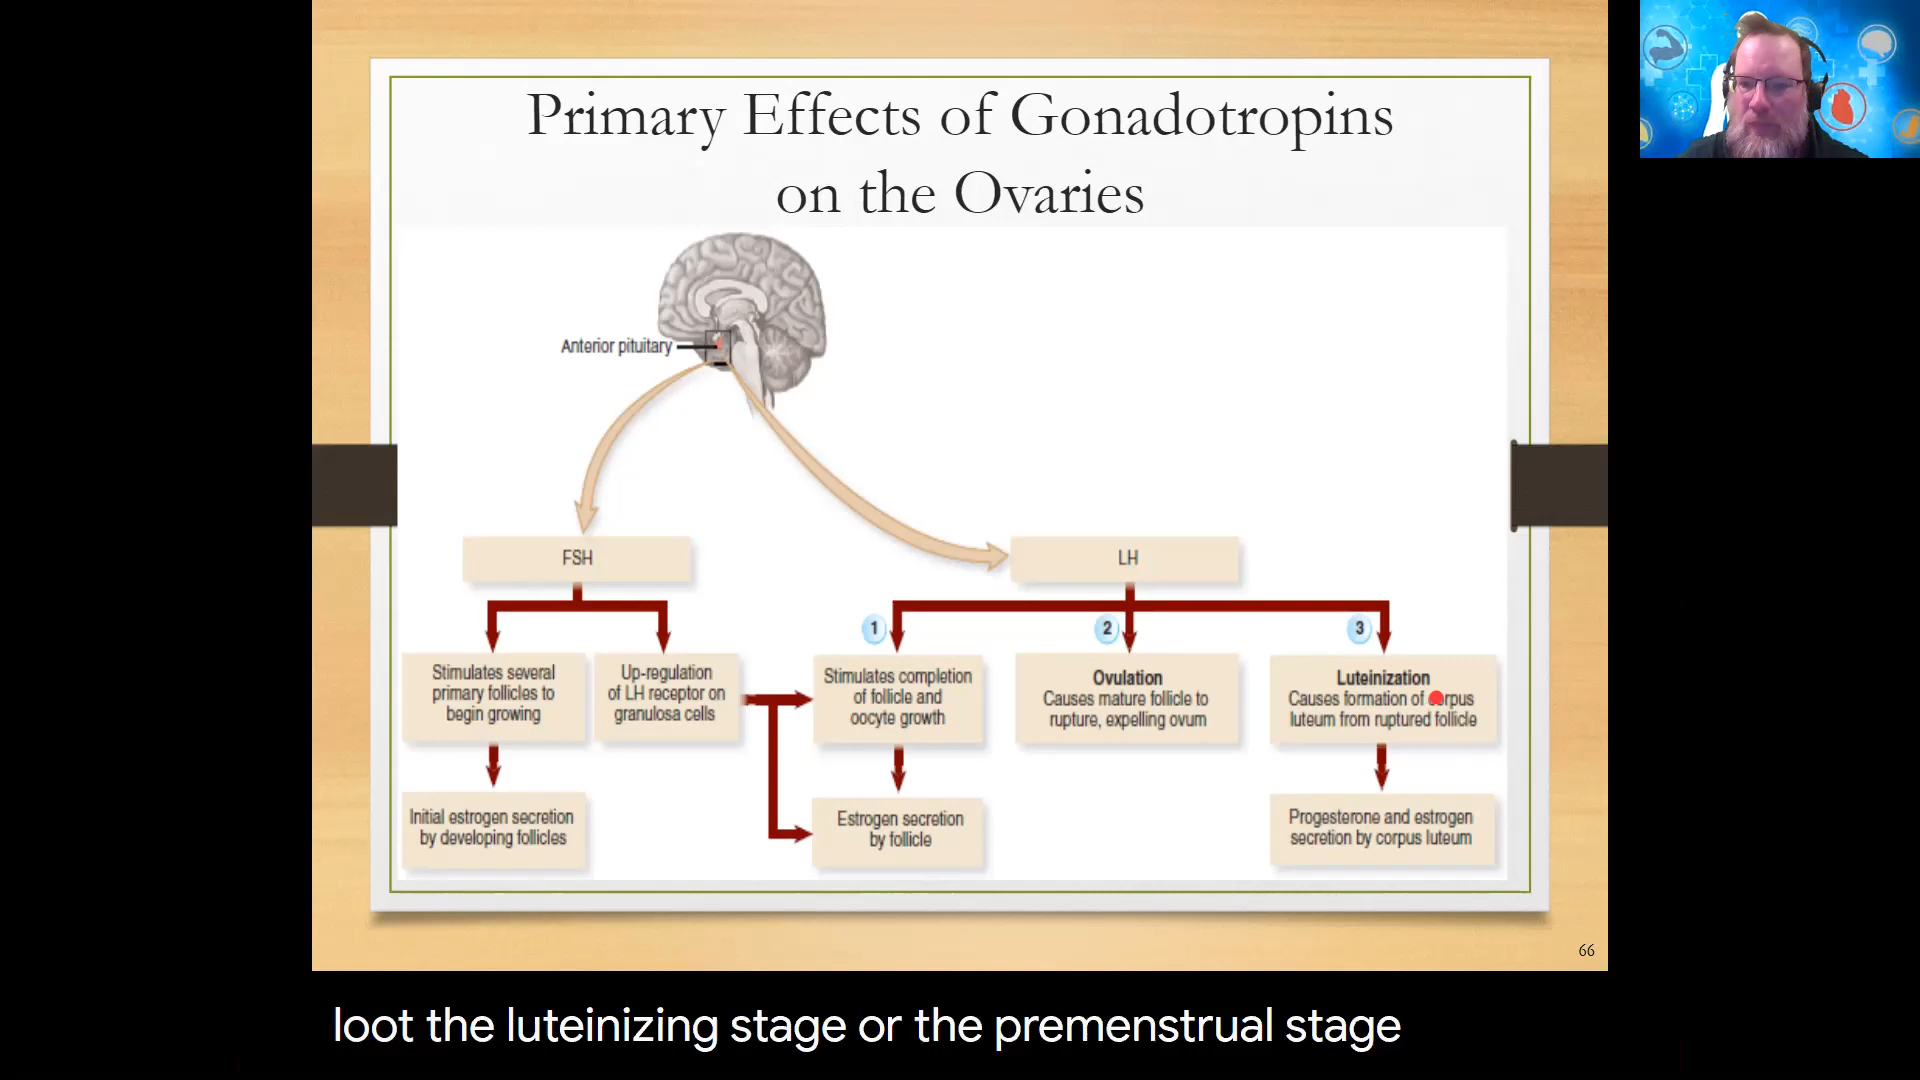 Primary Effects of Gonadotropins
on the Ovaries
Anterior pituitary
FSH
LH
1
2
3
Stimulates several
primary follicles to
begin growing
Up-regulation
of LH receptor on
granulosa cells
Stimulates completion
of follicle and
oocyte growth
Ovulation
Causes mature follicle to
rupture, expelling ovum
Luteinization
Causes formation of corpus
luteum from ruptured follicle
Initial estrogen secretion
by developing follicles
Estrogen secretion
by follicle
Progesterone and estrogen
secretion by corpus luteum
66
loot the luteinizing stage or the premenstrual stage